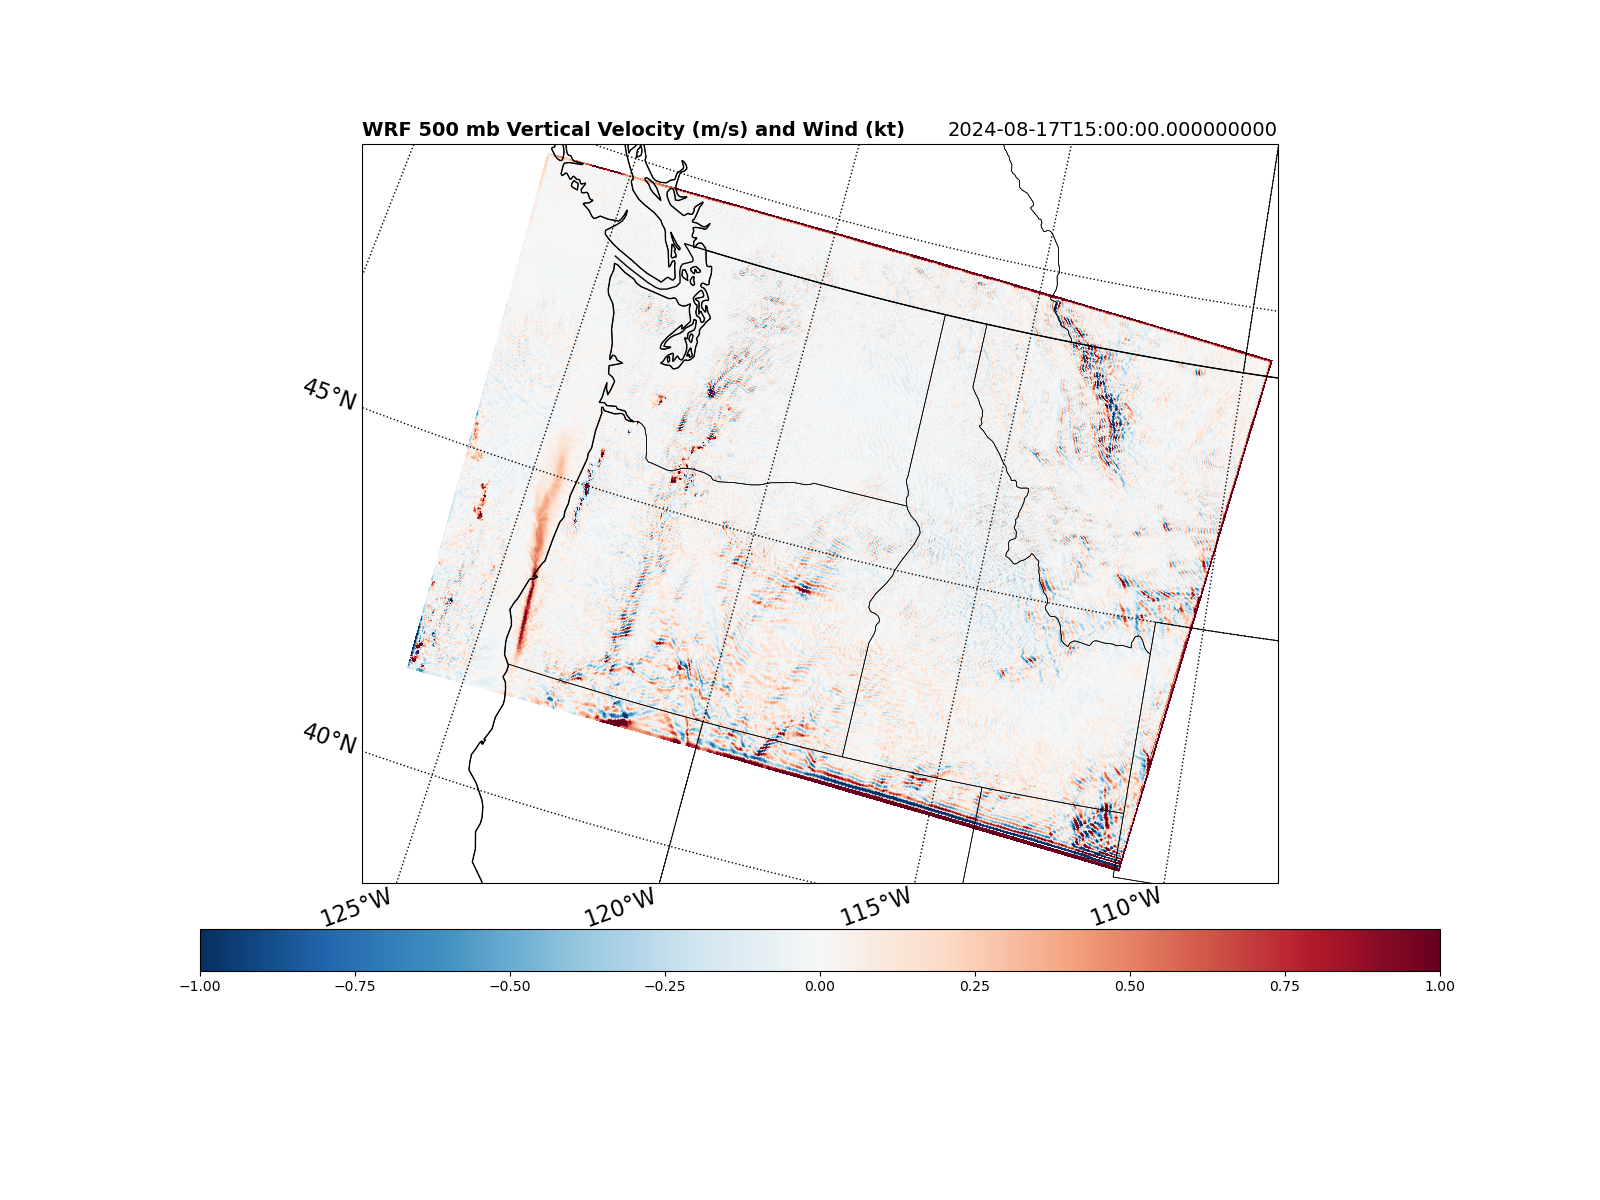 WRF 500 mb Vertical Velocity (m/s) and Wind (kt) 2024-08-17T15:00:00.000000000
45°N
40°N
125°W 120°W 115°W 110°W
−1.00 −0.75 −0.50 −0.25 0.00 0.25 0.50 0.75 1.00